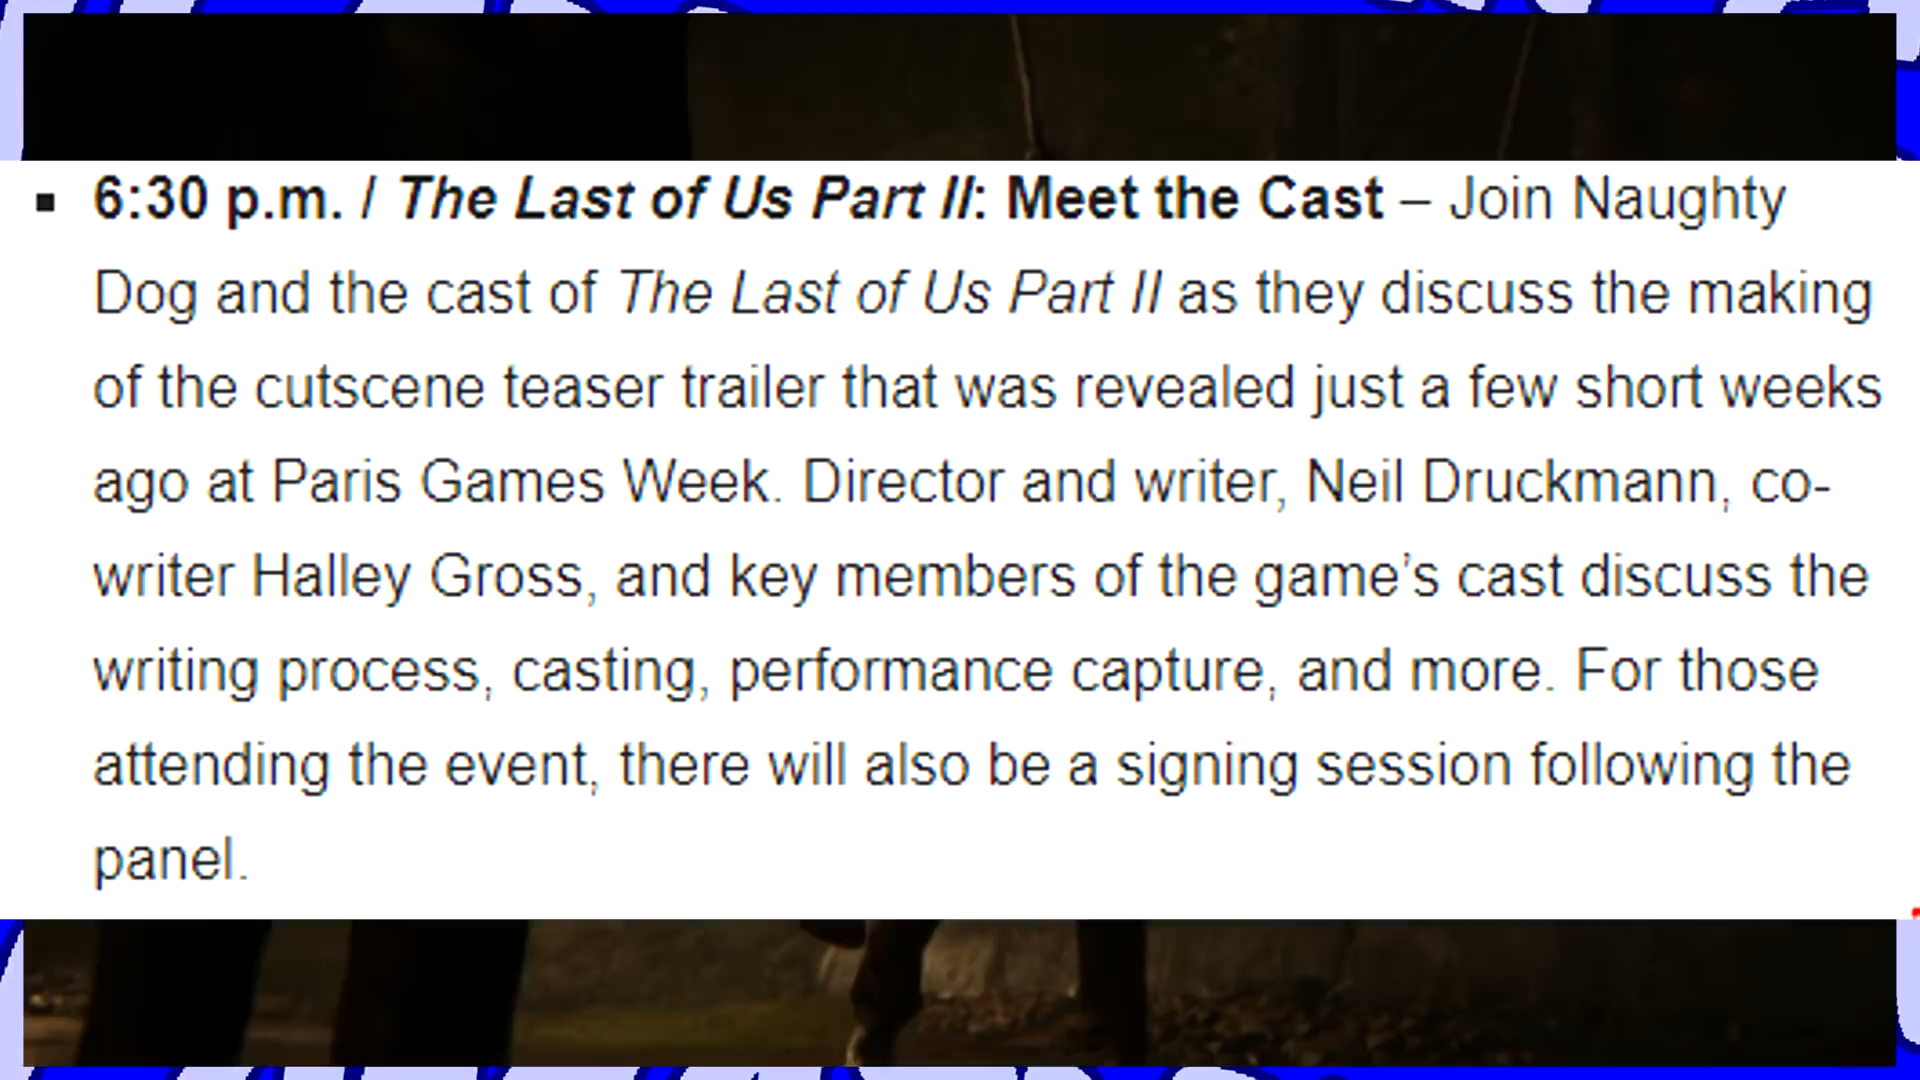 ▪ 6:30 p.m. / The Last of Us Part II: Meet the Cast – Join Naughty
Dog and the cast of The Last of Us Part II as they discuss the making
of the cutscene teaser trailer that was revealed just a few short weeks
ago at Paris Games Week. Director and writer, Neil Druckmann, co-
writer Halley Gross, and key members of the game’s cast discuss the
writing process, casting, performance capture, and more. For those
attending the event, there will also be a signing session following the
panel.